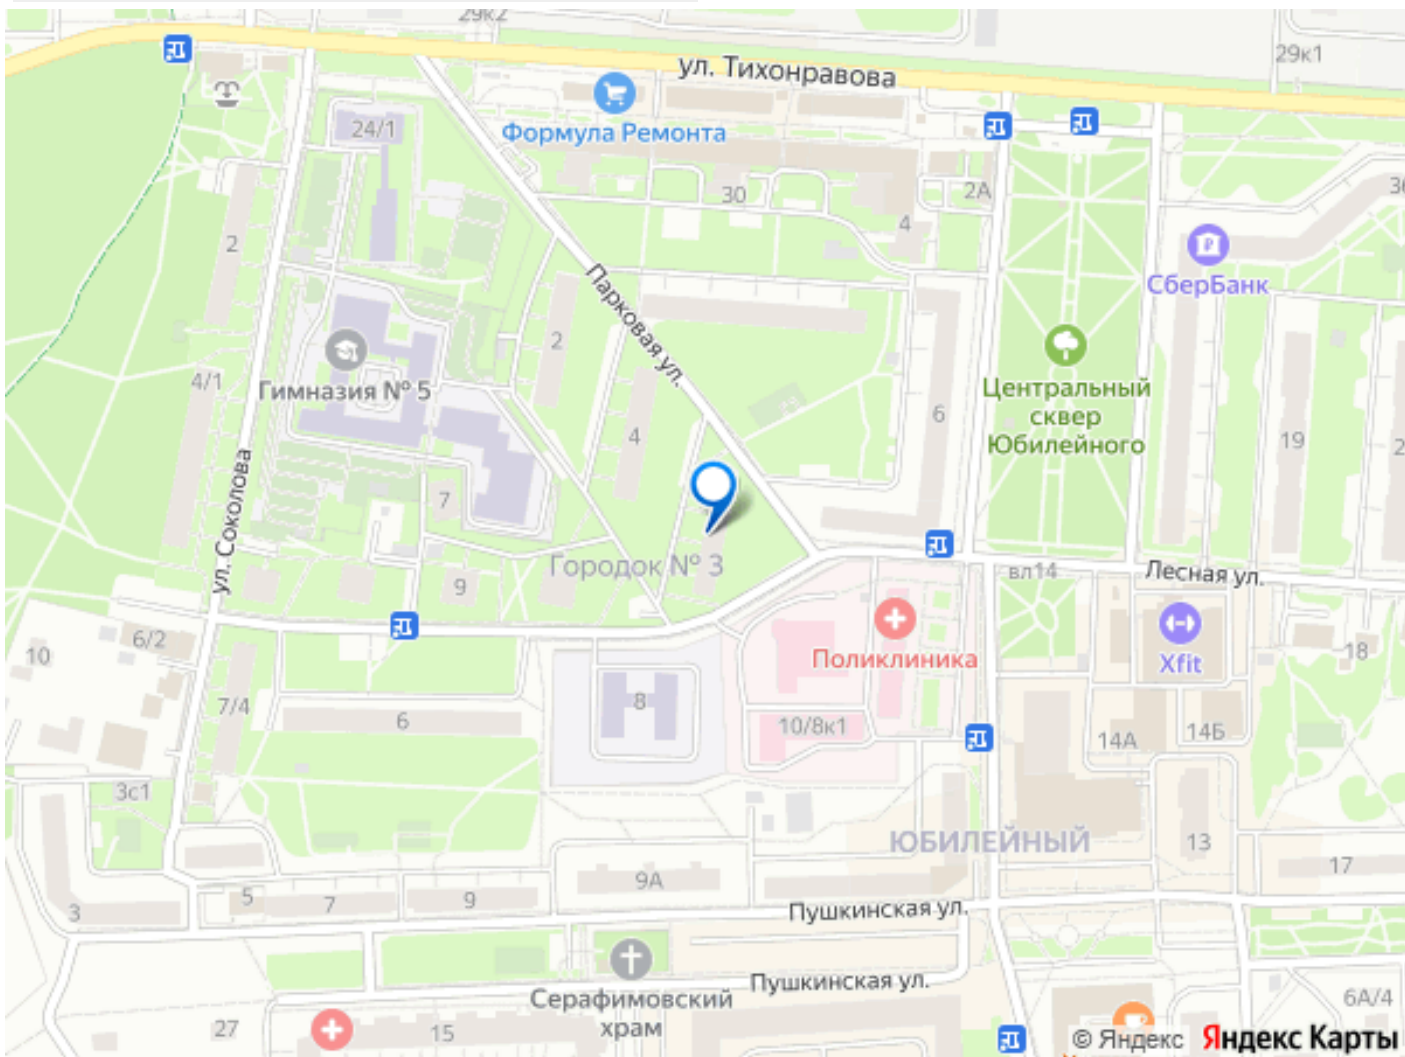 29к2
29к1
ул. Тихонравова
24/1
Формула Ремонта
30
2А
4
2
СберБанк
Парковая ул.
2
Гимназия № 5
4/1
Центральный
сквер
Юбилейного
6
4
19
2
ул. Соколова
7
Городок № 3
9
вл14
Лесная ул.
6/2
10
Поликлиника
Xfit
18
7/4
6
8
10/8к1
14А
14Б
3с1
ЮБИЛЕЙНЫЙ
13
17
9А
5
7
9
3
Пушкинская ул.
Серафимовский
храм
Пушкинская ул.
6А/4
27
15
© Яндекс Яндекс Карты